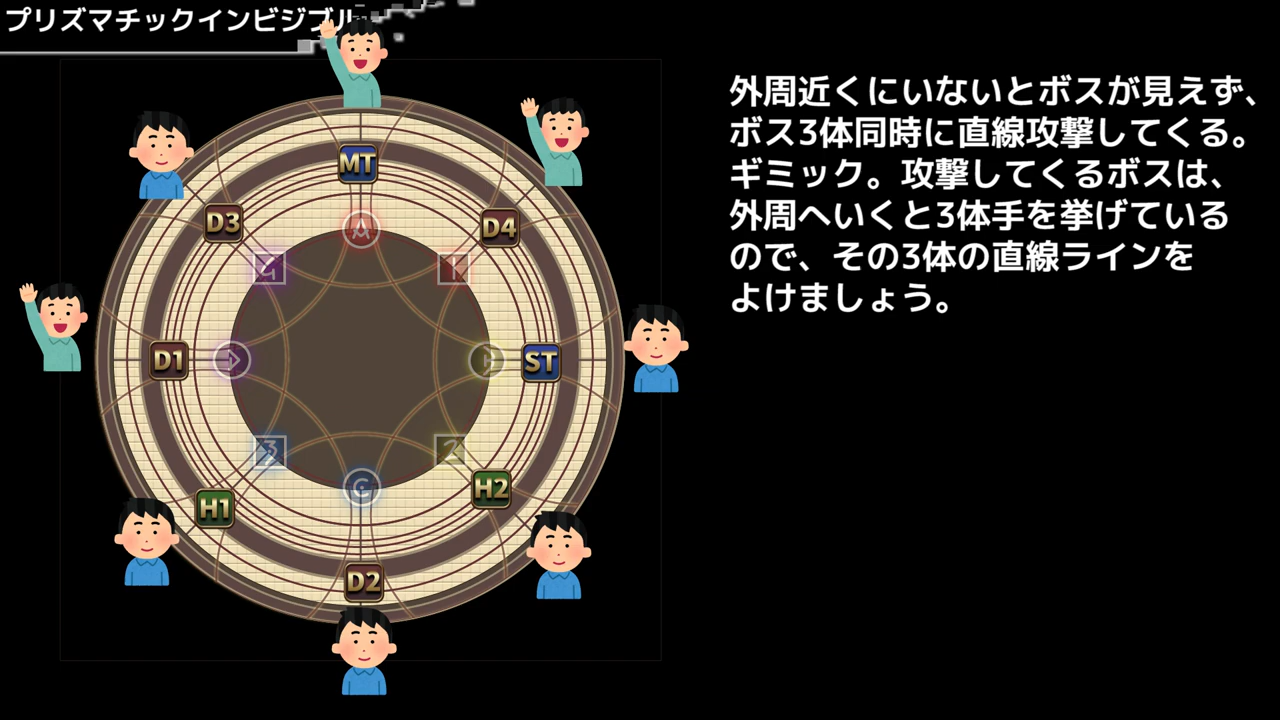 プリズマチックインビジブル
外周近くにいないとボスが見えず、
ボス3体同時に直線攻撃してくる。
ギミック。攻撃してくるボスは、
外周へいくと3体手を挙げている
ので、その3体の直線ラインを
よけましょう。
MT
D3
D4
A
4
1
D1
D
B
ST
3
2
C
H1
H2
D2